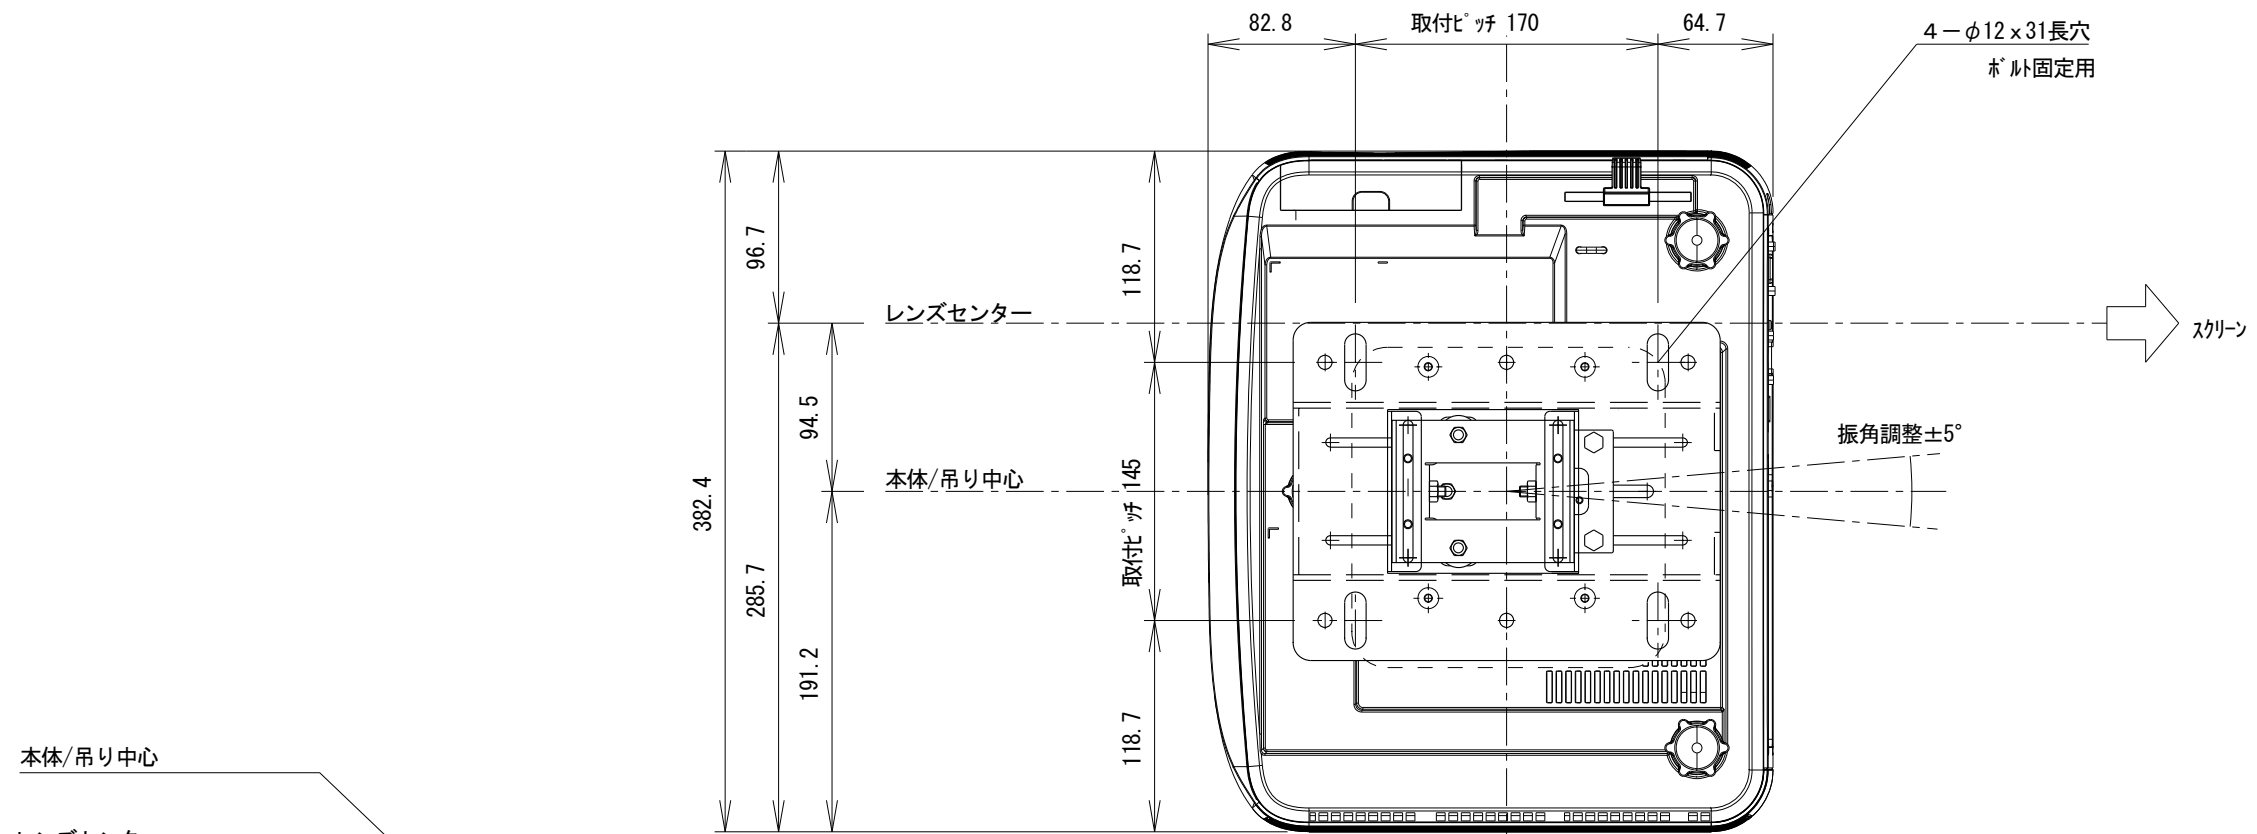 82.8
取付ﾋﾟｯﾁ 170
64.7
4－φ12×31長穴
ﾎﾞﾙﾄ固定用
96.7
118.7
レンズセンター
スクリーン
94.5
振角調整±5°
本体/吊り中心
取付ﾋﾟｯﾁ 145
382.4
285.7
191.2
118.7
本体/吊り中心